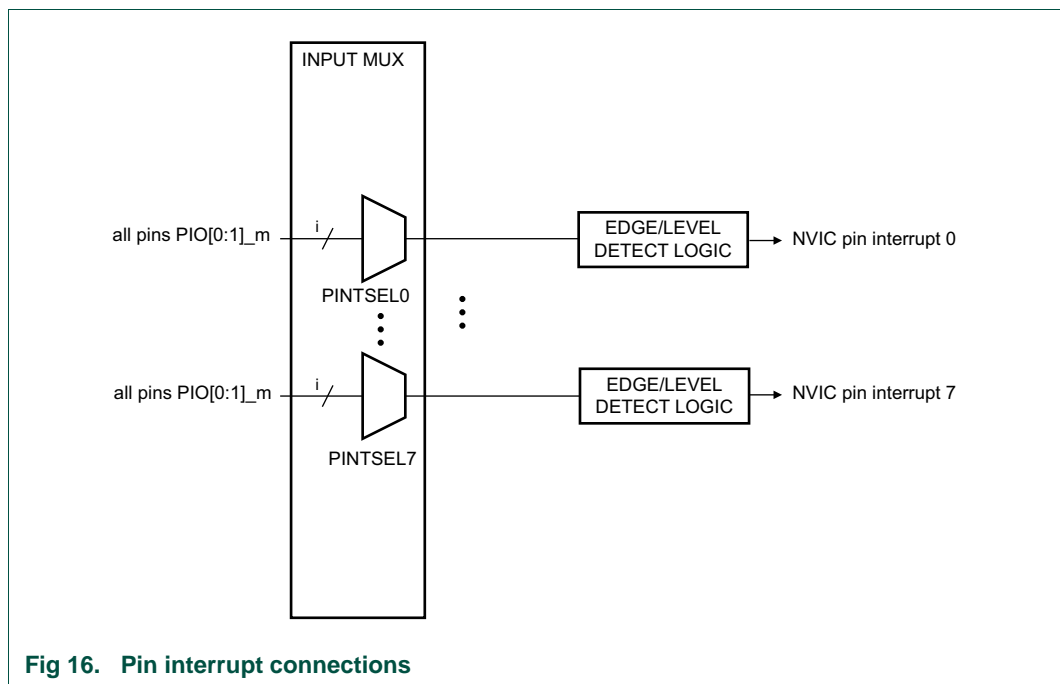 INPUT MUX
all pins PIO[0:1]_m
i
EDGE/LEVEL
DETECT LOGIC
NVIC pin interrupt 0
PINTSEL0
all pins PIO[0:1]_m
i
EDGE/LEVEL
DETECT LOGIC
NVIC pin interrupt 7
PINTSEL7
Fig 16. Pin interrupt connections